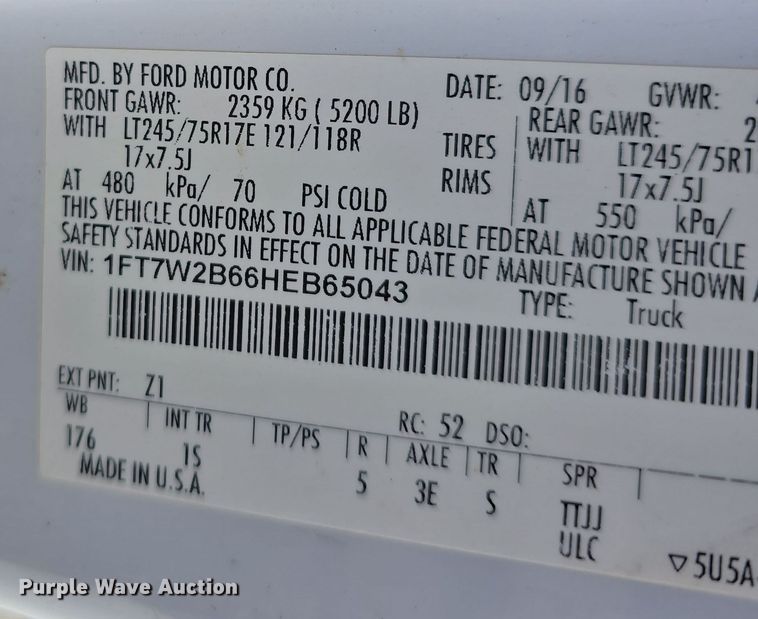 MFD. BY FORD MOTOR CO. DATE: 09/16 GVWR:
FRONT GAWR: 2359 KG ( 5200 LB) REAR GAWR: 2
WITH LT245/75R17E 121/118R TIRES WITH LT245/75R1
17x7.5J RIMS 17x7.5J
AT 480 kPa/ 70 PSI COLD AT 550 kPa/
THIS VEHICLE CONFORMS TO ALL APPLICABLE FEDERAL MOTOR VEHICLE
SAFETY STANDARDS IN EFFECT ON THE DATE OF MANUFACTURE SHOWN
VIN: 1FT7W2B66HEB65043 TYPE: Truck
EXT PNT: Z1 RC: 52 DSO:
WB INT TR TP/PS R AXLE TR SPR
176 1S 5 3E S TTJJ
MADE IN U.S.A. ULC
▽5U5A
Purple Wave Auction